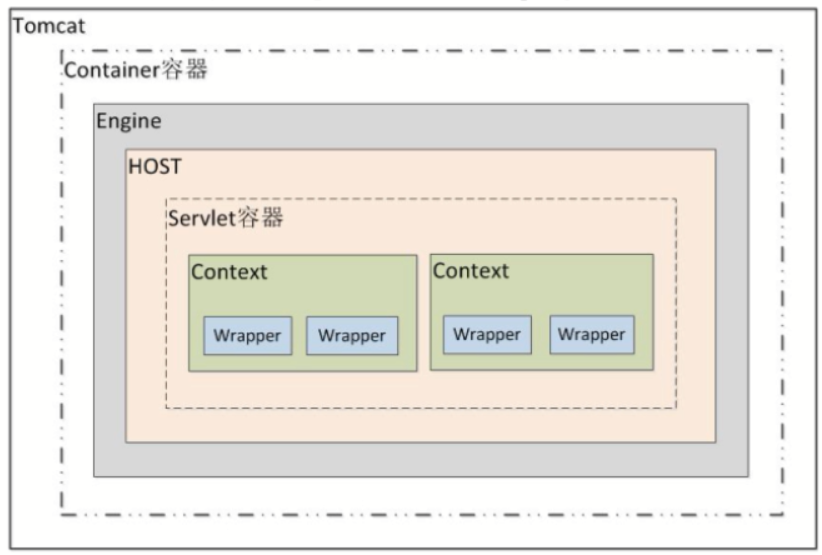 Tomcat
Container容器
Engine
HOST
Servlet容器
Context
Wrapper
Wrapper
Context
Wrapper
Wrapper